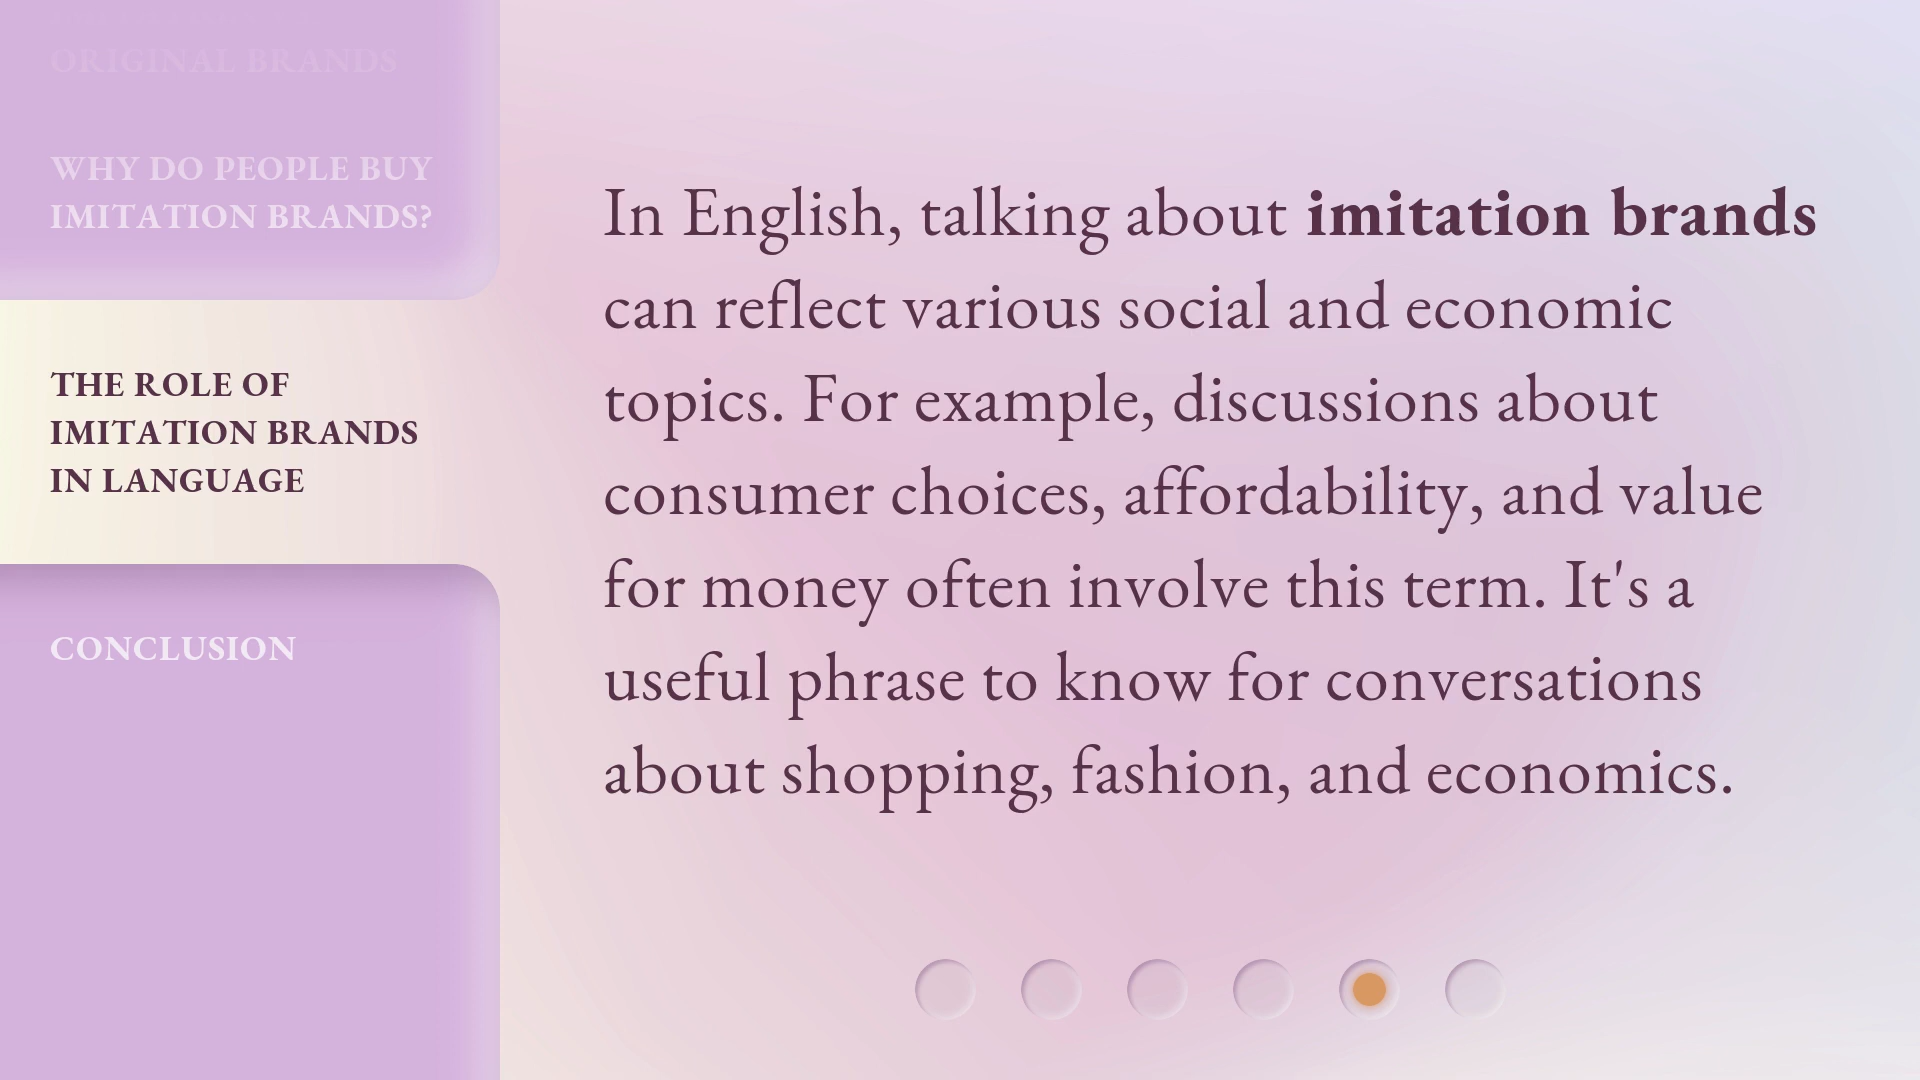 ORIGINAL BRANDS
WHY DO PEOPLE BUY
IMITATION BRANDS?
THE ROLE OF
IMITATION BRANDS
IN LANGUAGE
CONCLUSION
In English, talking about imitation brands
can reflect various social and economic
topics. For example, discussions about
consumer choices, affordability, and value
for money often involve this term. It's a
useful phrase to know for conversations
about shopping, fashion, and economics.